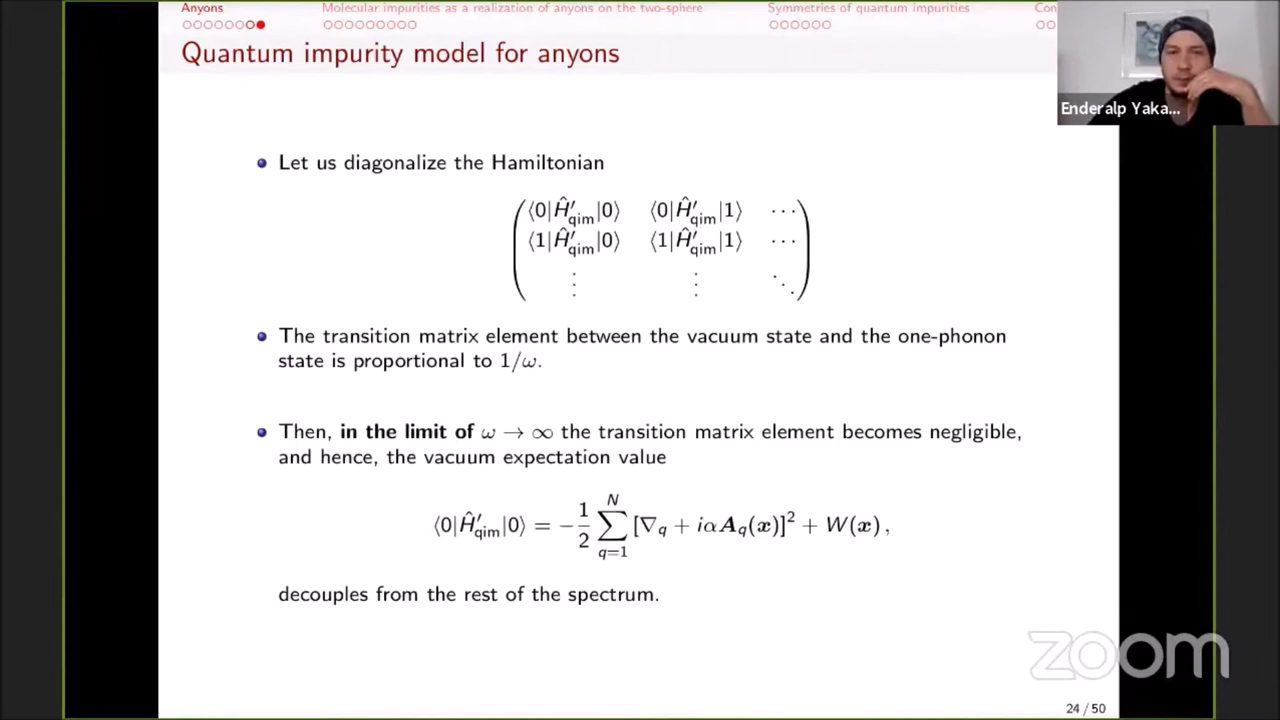 Anyons Molecular impurities as a realization of anyons on the two-sphere Symmetries of quantum impurities
Quantum impurity model for anyons
Enderalp Yaka...
Let us diagonalize the Hamiltonian
⟨0|Ĥ′qim|0⟩ ⟨0|Ĥ′qim|1⟩ ⋯
⟨1|Ĥ′qim|0⟩ ⟨1|Ĥ′qim|1⟩ ⋯
⋮ ⋮ ⋱
The transition matrix element between the vacuum state and the one-phonon
state is proportional to 1/ω.
Then, in the limit of ω → ∞ the transition matrix element becomes negligible,
and hence, the vacuum expectation value
⟨0|Ĥ′qim|0⟩ = −1/2 ∑_{q=1}^{N} [∇q + iαAq(x)]² + W(x) ,
decouples from the rest of the spectrum.
zoom
24 / 50